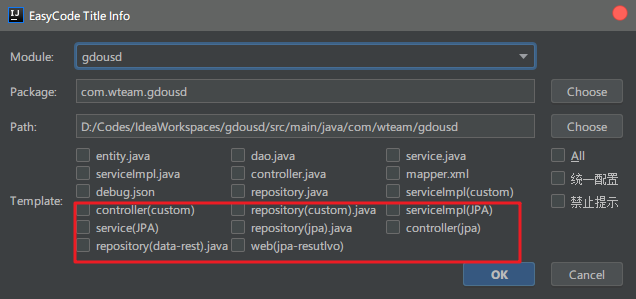 IJ EasyCode Title Info
Module: gdousd
Package: com.wteam.gdousd Choose
Path: D:/Codes/IdeaWorkspaces/gdousd/src/main/java/com/wteam/gdousd Choose
entity.java dao.java service.java All
serviceImpl.java controller.java mapper.xml 统一配置
debug.json repository.java serviceImpl(custom) 禁止提示
Template:
controller(custom) repository(custom).java serviceImpl(JPA)
service(JPA) repository(jpa).java controller(jpa)
repository(data-rest).java web(jpa-resutlvo)
OK Cancel